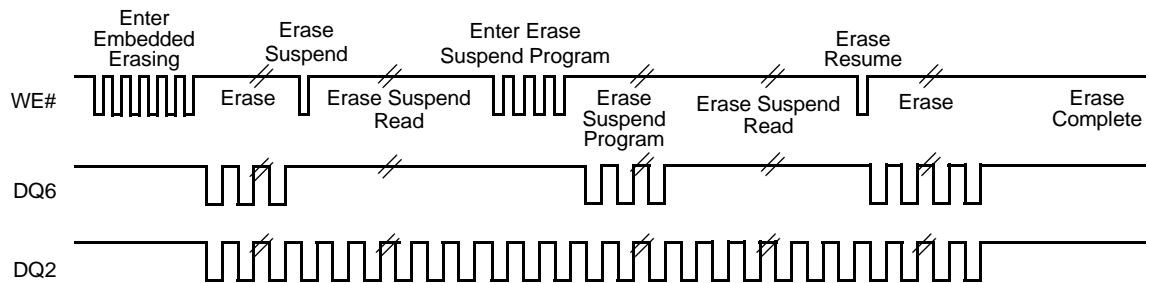 Enter
Embedded
Erasing
Erase
Suspend
Enter Erase
Suspend Program
Erase
Resume
WE#
Erase
Erase Suspend
Read
Erase
Suspend
Program
Erase Suspend
Read
Erase
Erase
Complete
DQ6
DQ2